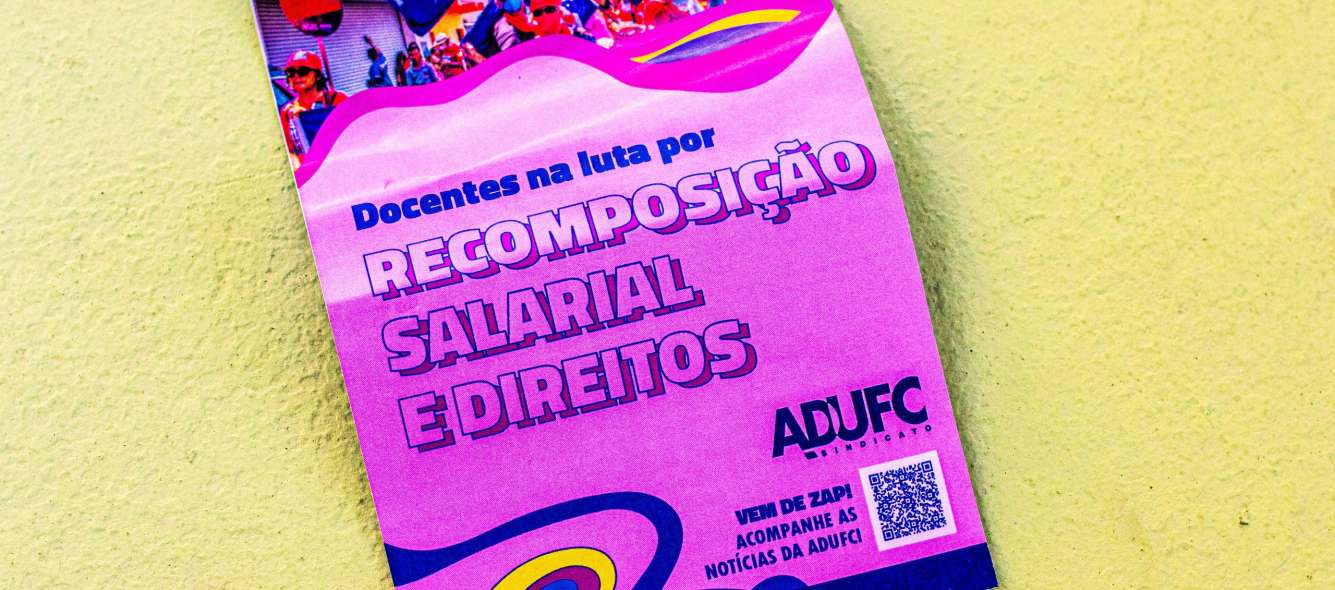 Docentes na luta por
RECOMPOSIÇÃO
SALARIAL
E DIREITOS
ADUFC
SINDICATO
VEM DE ZAP!
ACOMPANHE AS
NOTÍCIAS DA ADUFC!